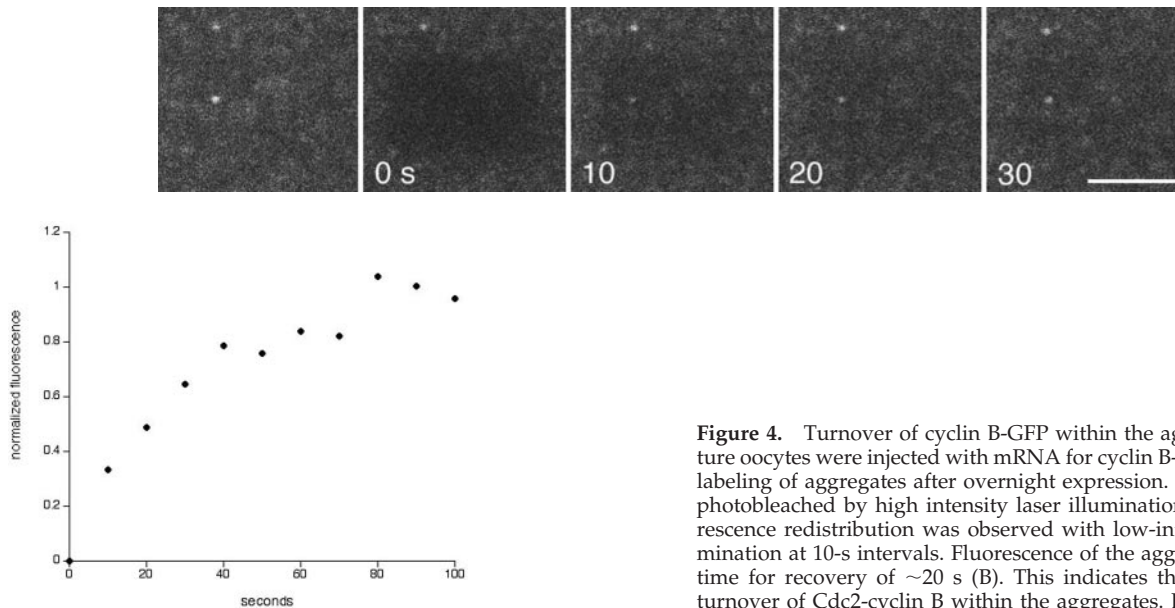 0 s
10
20
30
1.2
1
0.8
0.6
0.4
0.2
0
0
20
40
60
80
100
normalized fluorescence
seconds
Figure 4. Turnover of cyclin B-GFP within the ag
ture oocytes were injected with mRNA for cyclin B-
labeling of aggregates after overnight expression.
photobleached by high intensity laser illumination
rescence redistribution was observed with low-in
mination at 10-s intervals. Fluorescence of the agg
time for recovery of ~20 s (B). This indicates th
turnover of Cdc2-cyclin B within the aggregates.